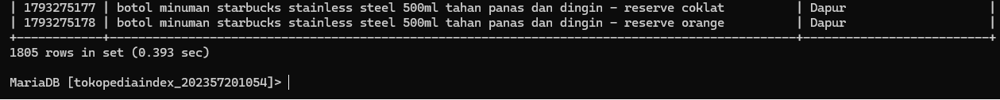 | 1793275177 | botol minuman starbucks stainless steel 500ml tahan panas dan dingin - reserve coklat | Dapur |
| 1793275178 | botol minuman starbucks stainless steel 500ml tahan panas dan dingin - reserve orange | Dapur |
+------------+------------------------------------------------------------------------------------------------+--------------------------+
1805 rows in set (0.393 sec)
MariaDB [tokopediaindex_202357201054]>